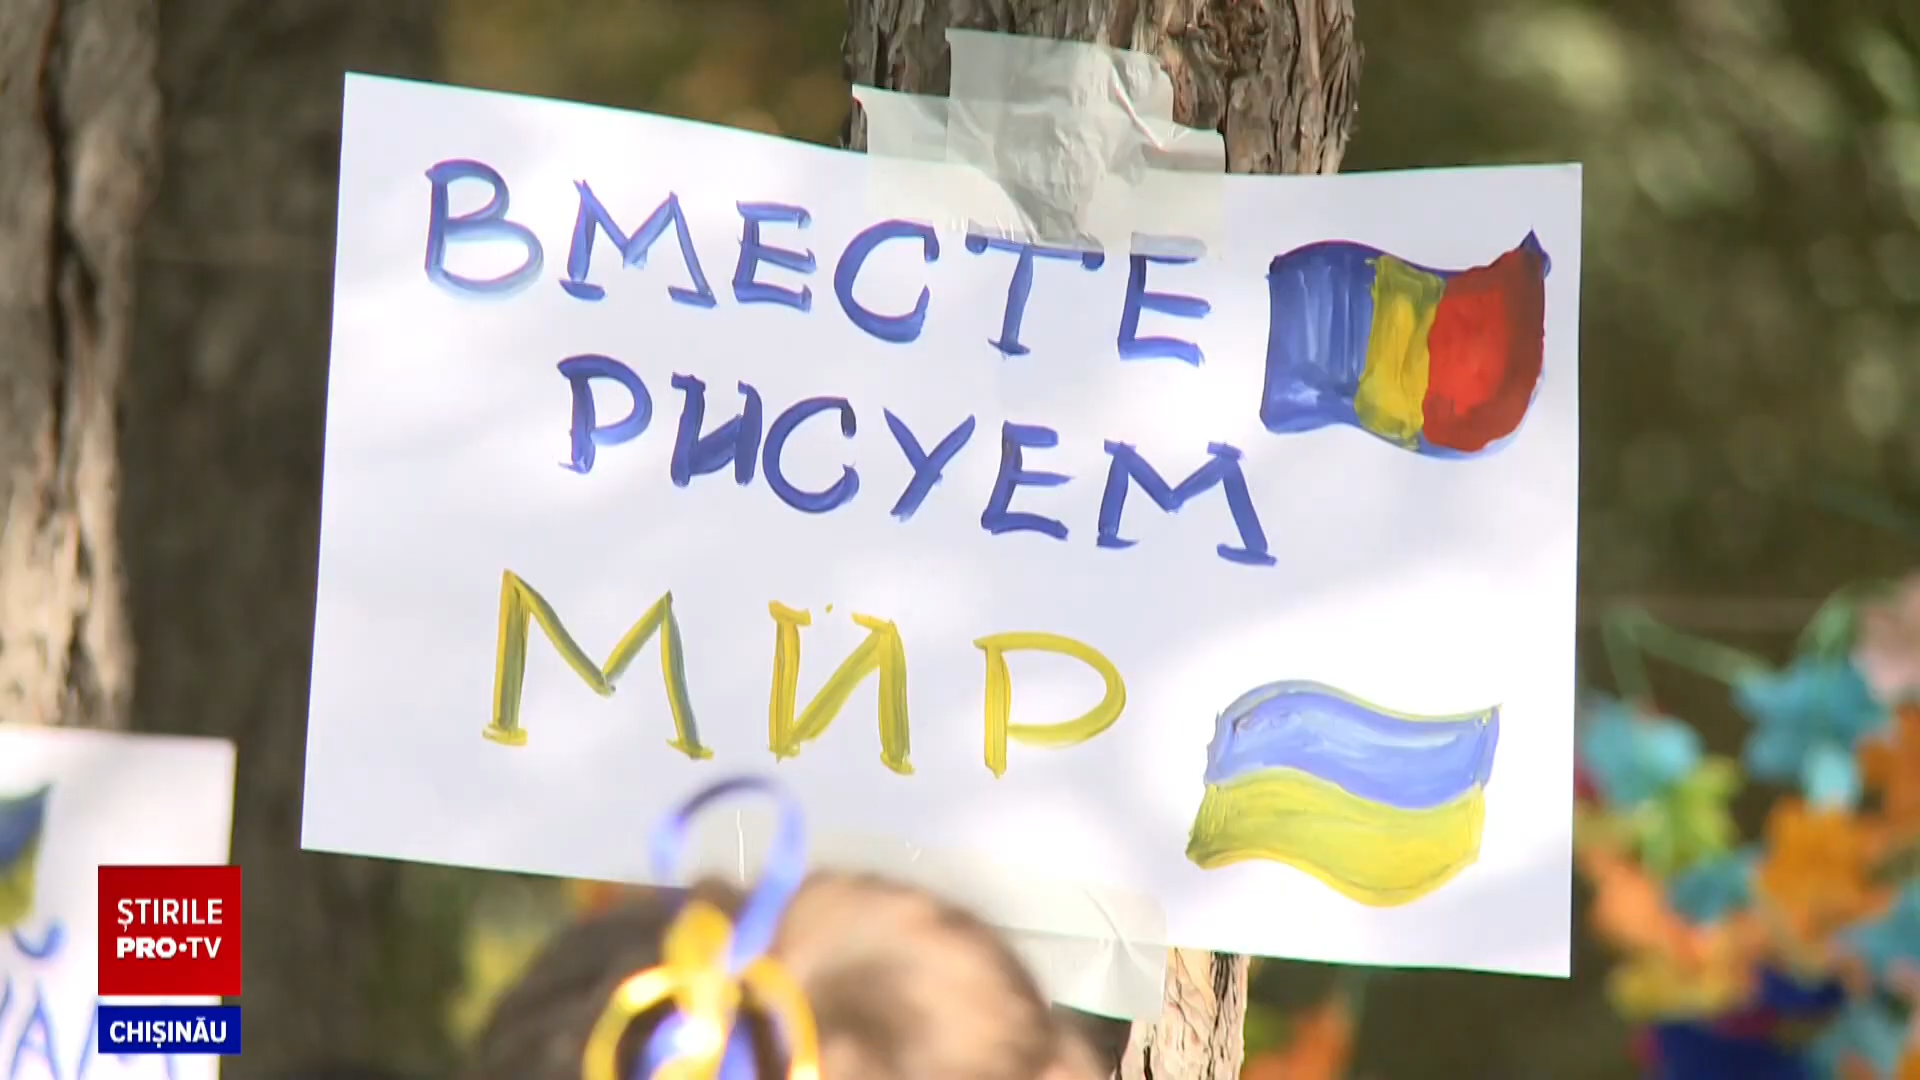 ВМЕСТЕ
РИСУЕМ
МИР
ȘTIRILE
PRO•TV
CHIȘINĂU